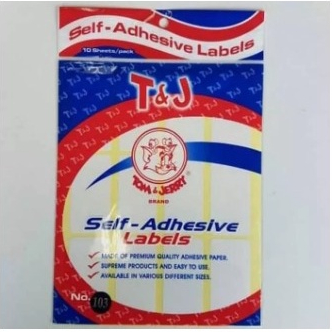 Self-Adhesive Labels
10 Sheets/pack
T&J
TOM & JERRY
BRAND
Self-Adhesive
Labels
MADE OF PREMIUM QUALITY ADHESIVE PAPER.
SUPREME PRODUCTS AND EASY TO USE.
AVAILABLE IN VARIOUS DIFFERENT SIZES.
No. 103